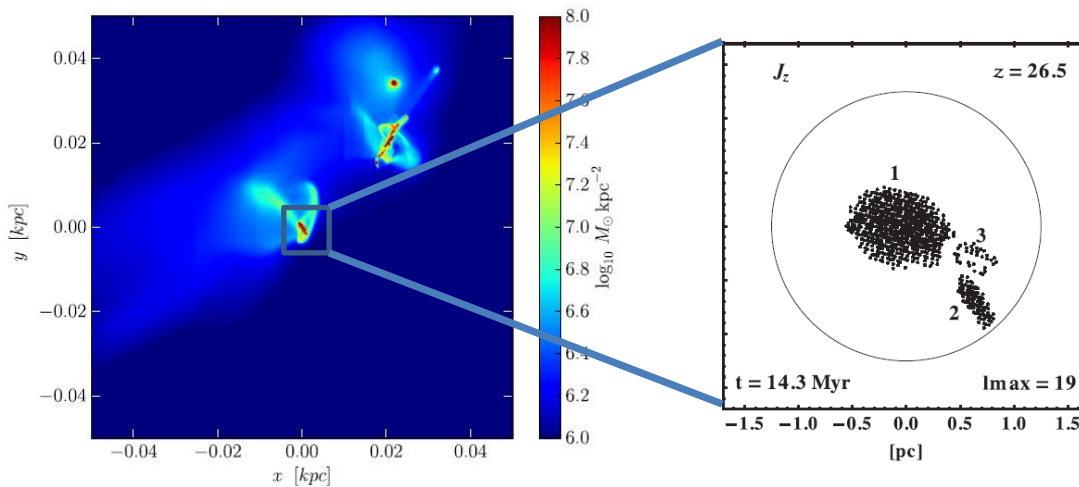 0.04
0.02
0.00
−0.02
−0.04
y [kpc]
−0.04
−0.02
0.00
0.02
0.04
x [kpc]
8.0
7.8
7.6
7.4
7.2
7.0
6.8
6.6
6.4
6.2
6.0
log₁₀ M⊙ kpc⁻²
J_z
z = 26.5
1
3
2
t = 14.3 Myr
lmax = 19
−1.5 −1.0 −0.5 0.0 0.5 1.0 1.5
[pc]